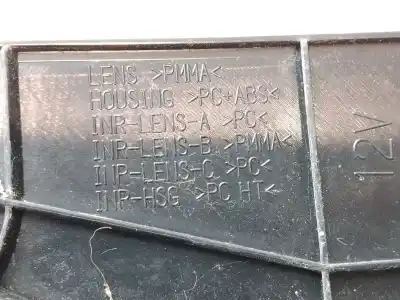 LENS >PMMA<
HOUSING >PC+ABS<
INR-LENS-A >PC<
INR-LENS-B >PMMA<
INR-LENS-C >PC<
INR-HSG >PC HT<
12V